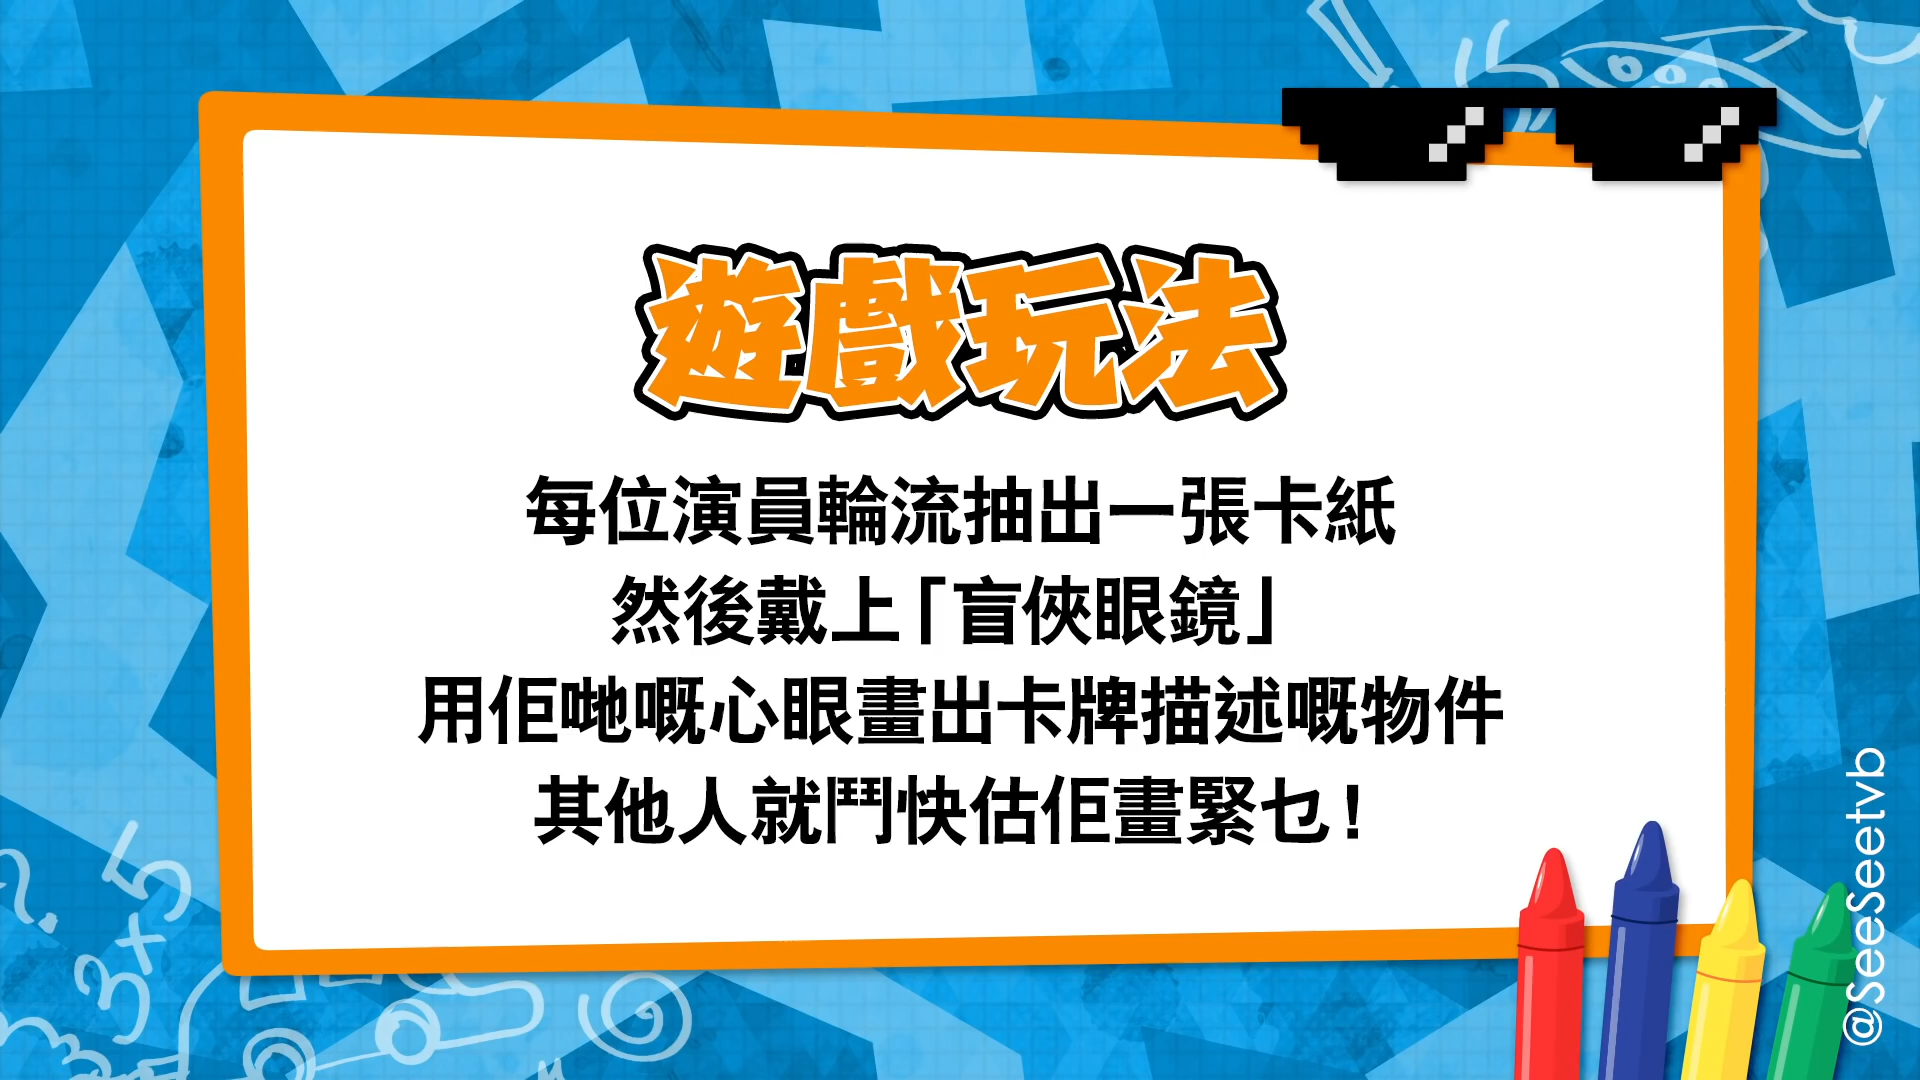 遊戲玩法
每位演員輪流抽出一張卡紙
然後戴上「盲俠眼鏡」
用佢哋嘅心眼畫出卡牌描述嘅物件
其他人就鬥快估佢畫緊乜！
@SeeSeetvb
3+5
?